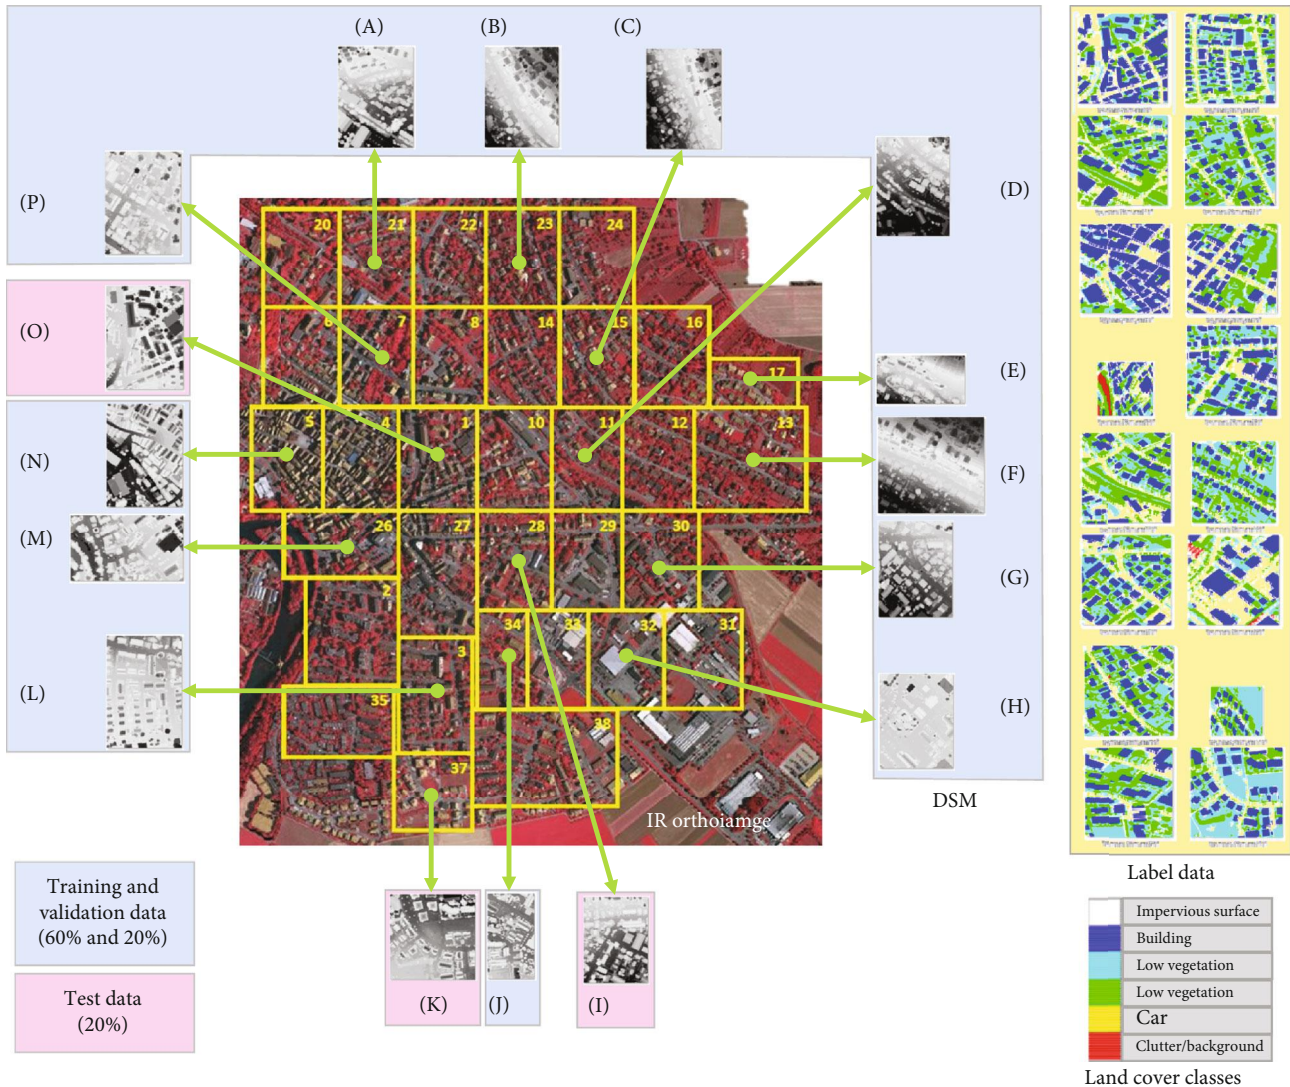 (A)
(B)
(C)
(P)
(D)
(O)
(E)
(N)
(F)
(M)
(G)
(L)
(H)
20
21
22
23
24
6
7
8
14
15
16
17
5
4
1
10
11
12
13
26
27
28
29
30
2
3
34
33
32
31
35
38
37
IR orthoiamge
DSM
(K)
(J)
(I)
Training and
validation data
(60% and 20%)
Test data
(20%)
Label data
Impervious surface
Building
Low vegetation
Low vegetation
Car
Clutter/background
Land cover classes